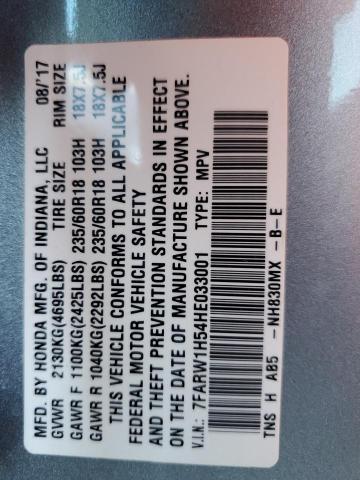 MFD. BY HONDA MFG. OF INDIANA, LLC 08/'17
GVWR 2130KG(4695LBS) TIRE SIZE RIM SIZE
GAWR F 1100KG(2425LBS) 235/60R18 103H 18X7.5J
GAWR R 1040KG(2292LBS) 235/60R18 103H 18X7.5J
THIS VEHICLE CONFORMS TO ALL APPLICABLE
FEDERAL MOTOR VEHICLE SAFETY
AND THEFT PREVENTION STANDARDS IN EFFECT
ON THE DATE OF MANUFACTURE SHOWN ABOVE.
V.I.N.: 7FARW1H54HE033001 TYPE: MPV
TNS H A85 -NH830MX -B-E